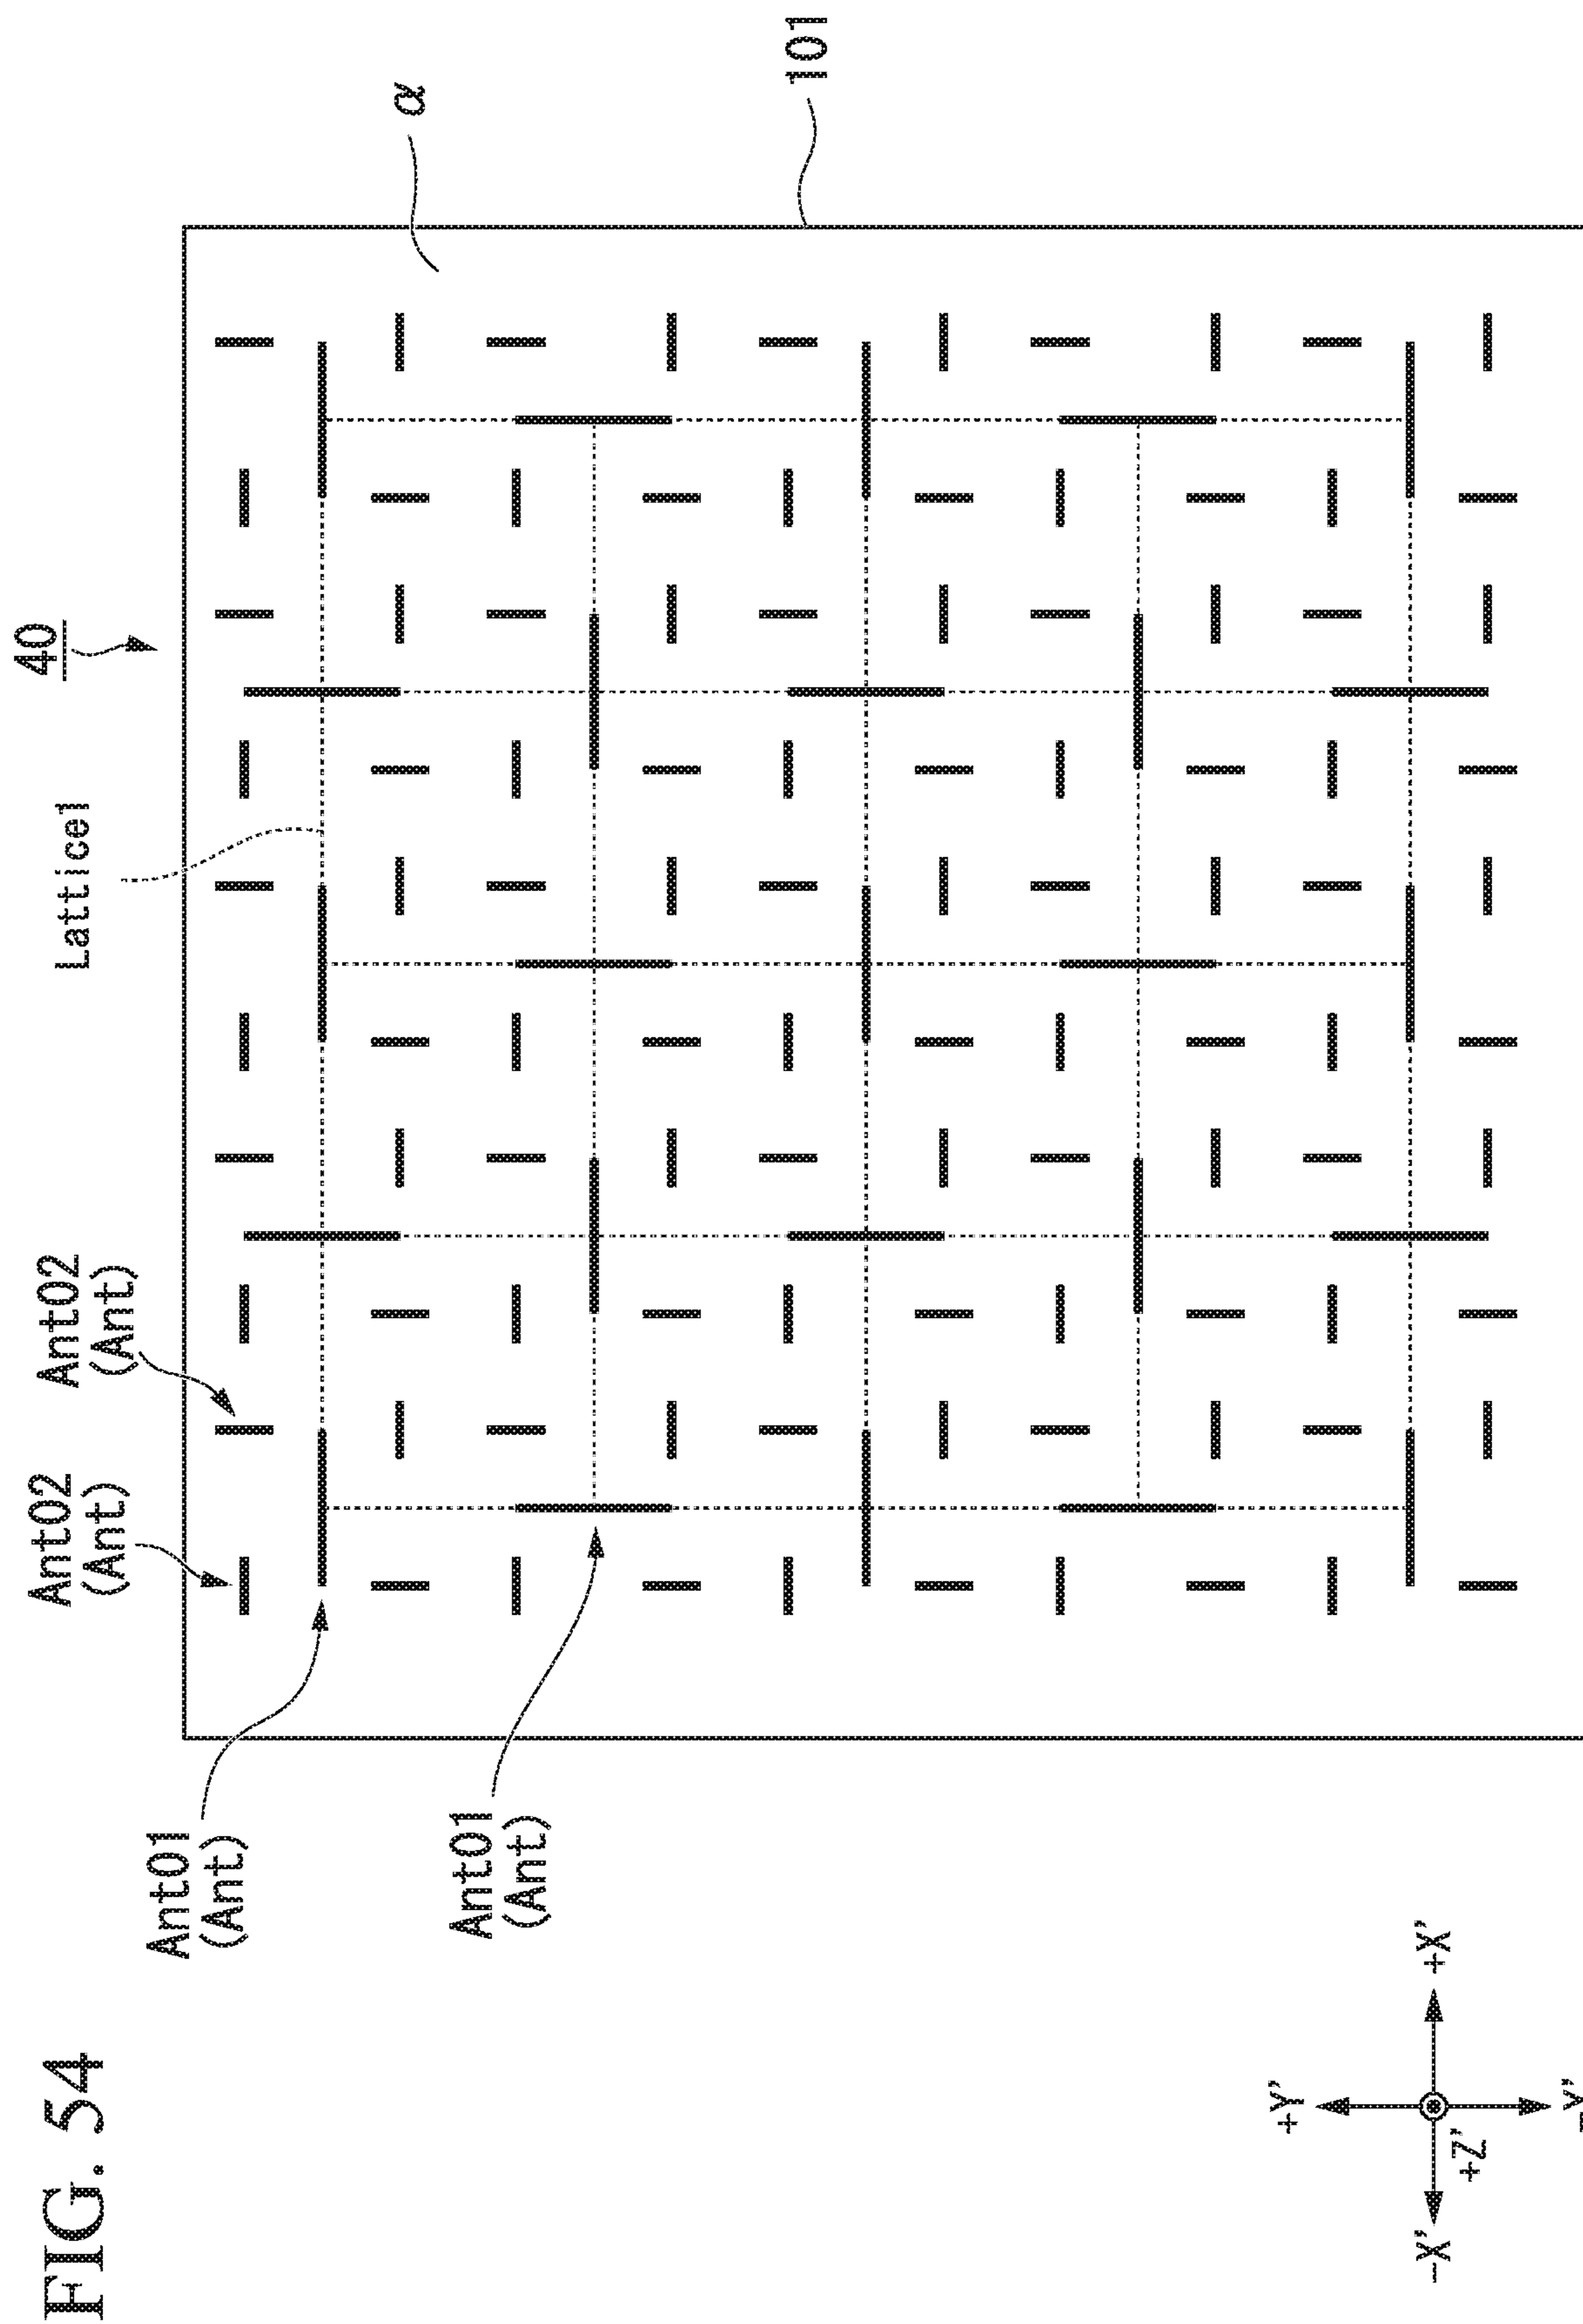 FIG. 54
40
Lattice1
Ant02
(Ant)
Ant02
(Ant)
Ant01
(Ant)
Ant01
(Ant)
α
101
+Y'
-X'
+X'
+Z'
-Y'